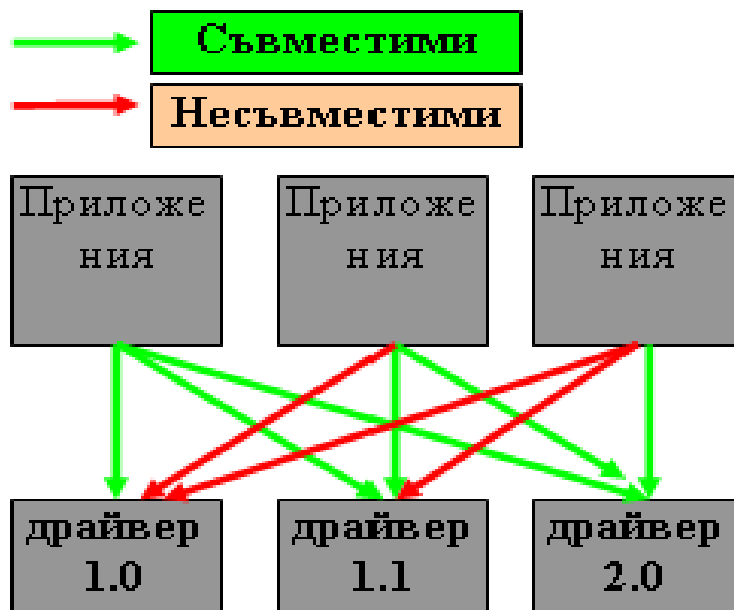 Съвместими
Несъвместими
Приложе
ния
Приложе
ния
Приложе
ния
драйвер
1.0
драйвер
1.1
драйвер
2.0